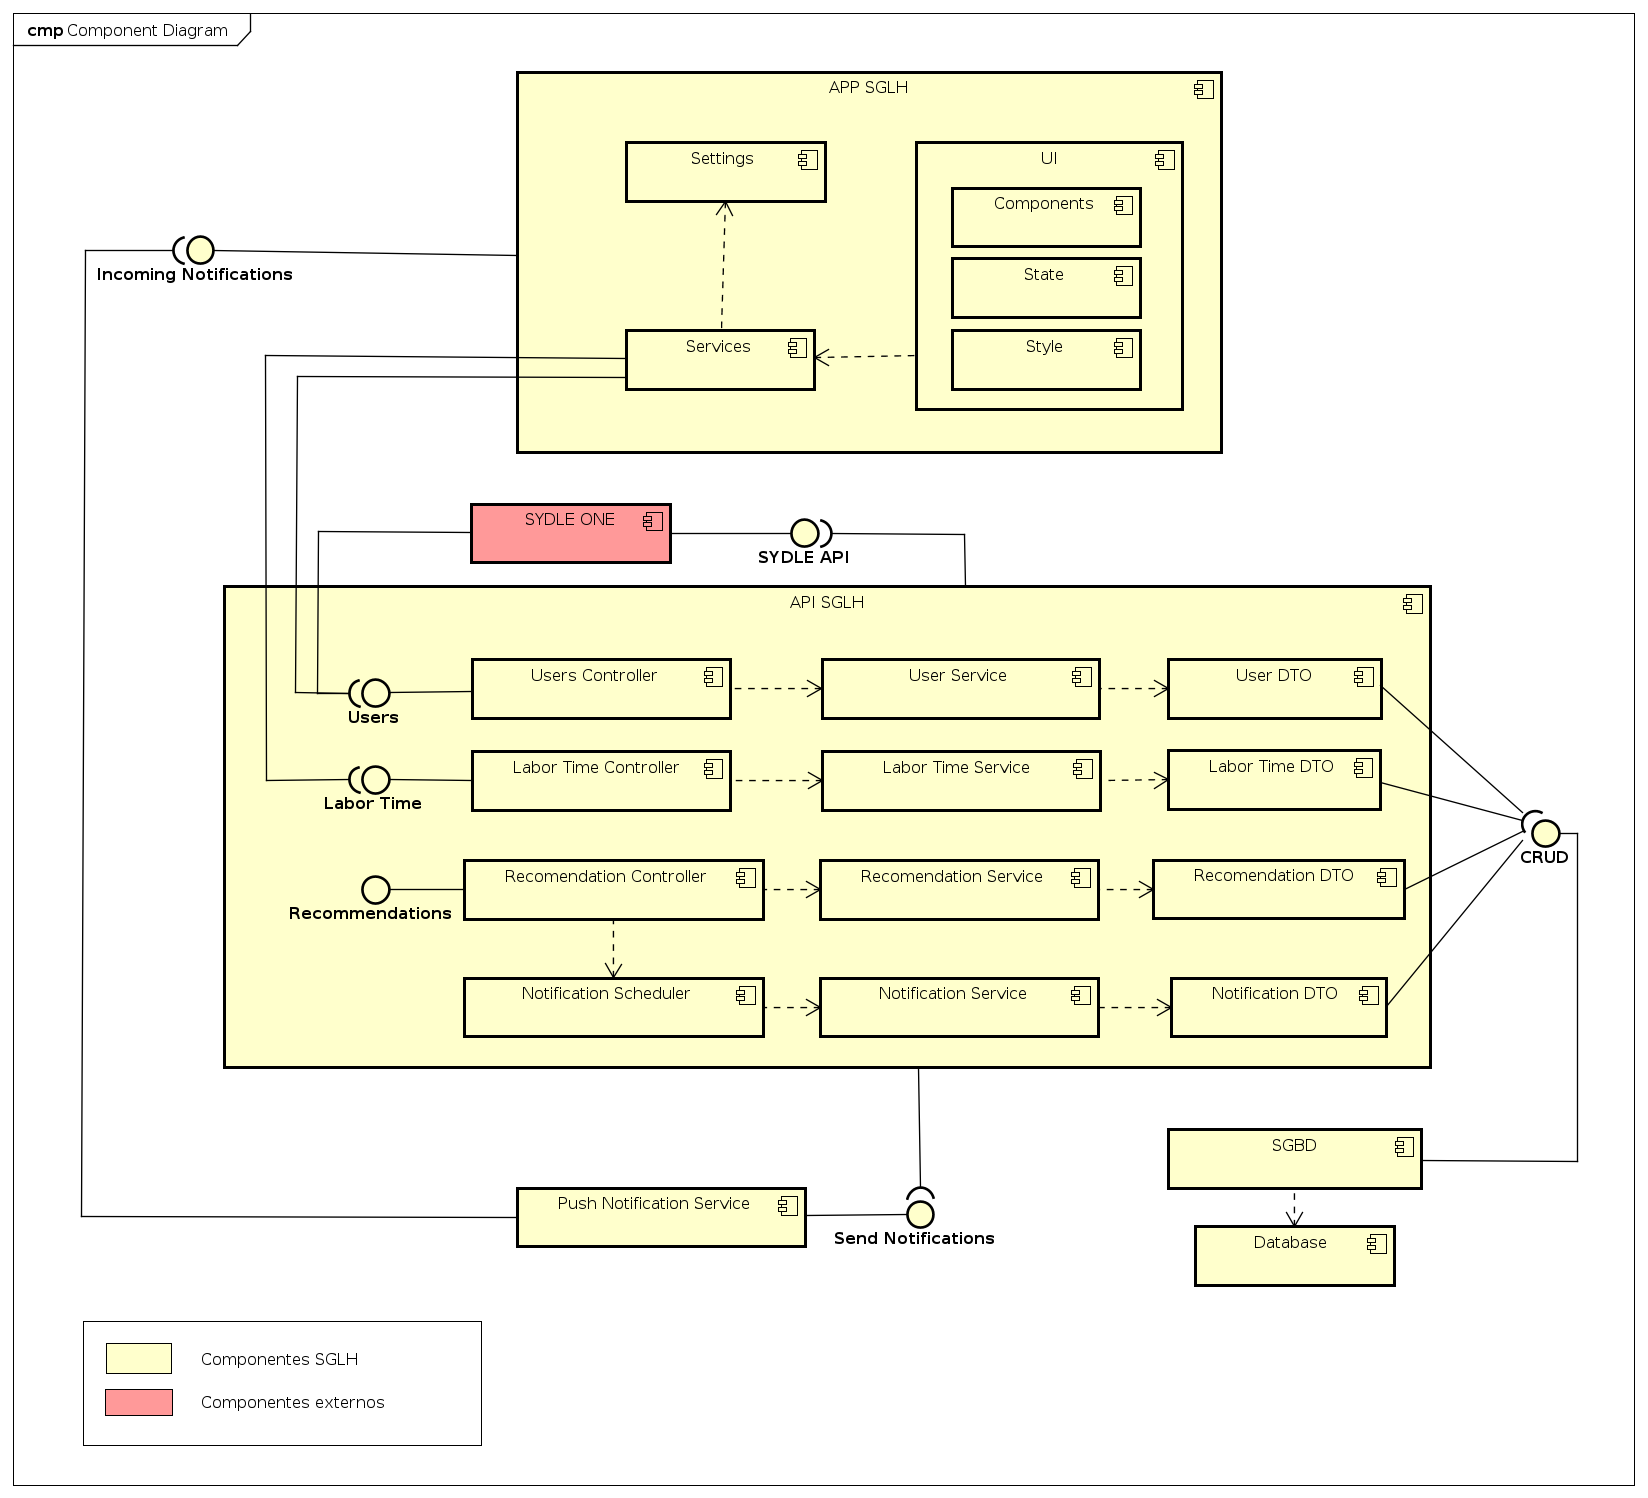 cmp Component Diagram
APP SGLH
Settings
UI
Components
State
Style
Services
Incoming Notifications
SYDLE ONE
SYDLE API
API SGLH
Users Controller
User Service
User DTO
Users
Labor Time Controller
Labor Time Service
Labor Time DTO
Labor Time
CRUD
Recomendation Controller
Recomendation Service
Recomendation DTO
Recommendations
Notification Scheduler
Notification Service
Notification DTO
SGBD
Push Notification Service
Send Notifications
Database
Componentes SGLH
Componentes externos